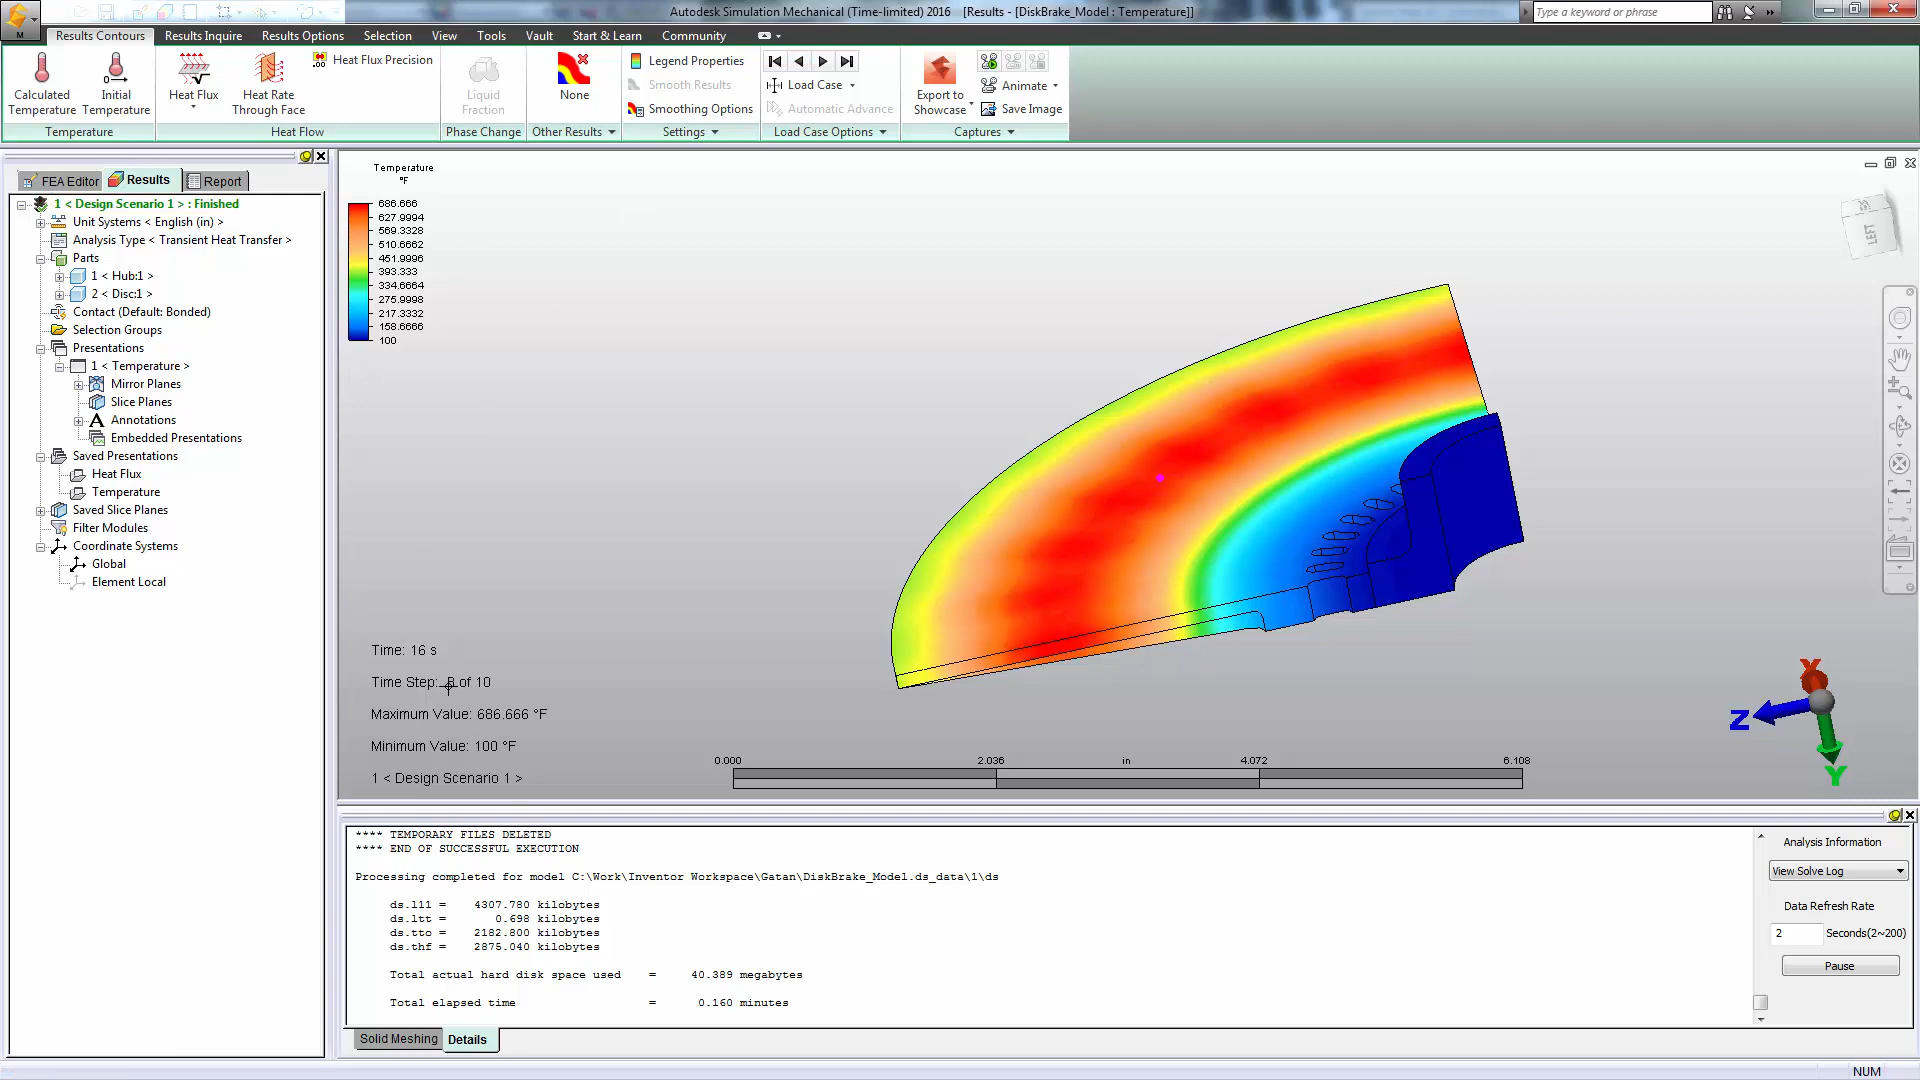 Autodesk Simulation Mechanical (Time-limited) 2016 [Results - [DiskBrake_Model : Temperature]]
Type a keyword or phrase
M
Results Contours Results Inquire Results Options Selection View Tools Vault Start & Learn Community
Calculated Temperature
Initial Temperature
Temperature
Heat Flux
Heat Rate Through Face
Heat Flux Precision
Heat Flow
Liquid Fraction
Phase Change
None
Other Results
Legend Properties
Smooth Results
Smoothing Options
Settings
Load Case
Automatic Advance
Load Case Options
Export to Showcase
Animate
Save Image
Captures
FEA Editor Results Report
1 < Design Scenario 1 > : Finished
Unit Systems < English (in) >
Analysis Type < Transient Heat Transfer >
Parts
1 < Hub:1 >
2 < Disc:1 >
Contact (Default: Bonded)
Selection Groups
Presentations
1 < Temperature >
Mirror Planes
Slice Planes
Annotations
Embedded Presentations
Saved Presentations
Heat Flux
Temperature
Saved Slice Planes
Filter Modules
Coordinate Systems
Global
Element Local
Temperature
°F
686.666
627.9994
569.3328
510.6662
451.9996
393.333
334.6664
275.9998
217.3332
158.6666
100
LEFT
Time: 16 s
Time Step: 8 of 10
Maximum Value: 686.666 °F
Minimum Value: 100 °F
1 < Design Scenario 1 >
0.000 2.036 in 4.072 6.108
X
Z
Y
**** TEMPORARY FILES DELETED
**** END OF SUCCESSFUL EXECUTION
Processing completed for model C:\Work\Inventor Workspace\Gatan\DiskBrake_Model.ds_data\1\ds
ds.l11 = 4307.780 kilobytes
ds.ltt = 0.698 kilobytes
ds.tto = 2182.800 kilobytes
ds.thf = 2875.040 kilobytes
Total actual hard disk space used = 40.389 megabytes
Total elapsed time = 0.160 minutes
Analysis Information
View Solve Log
Data Refresh Rate
2 Seconds(2~200)
Pause
Solid Meshing Details
NUM